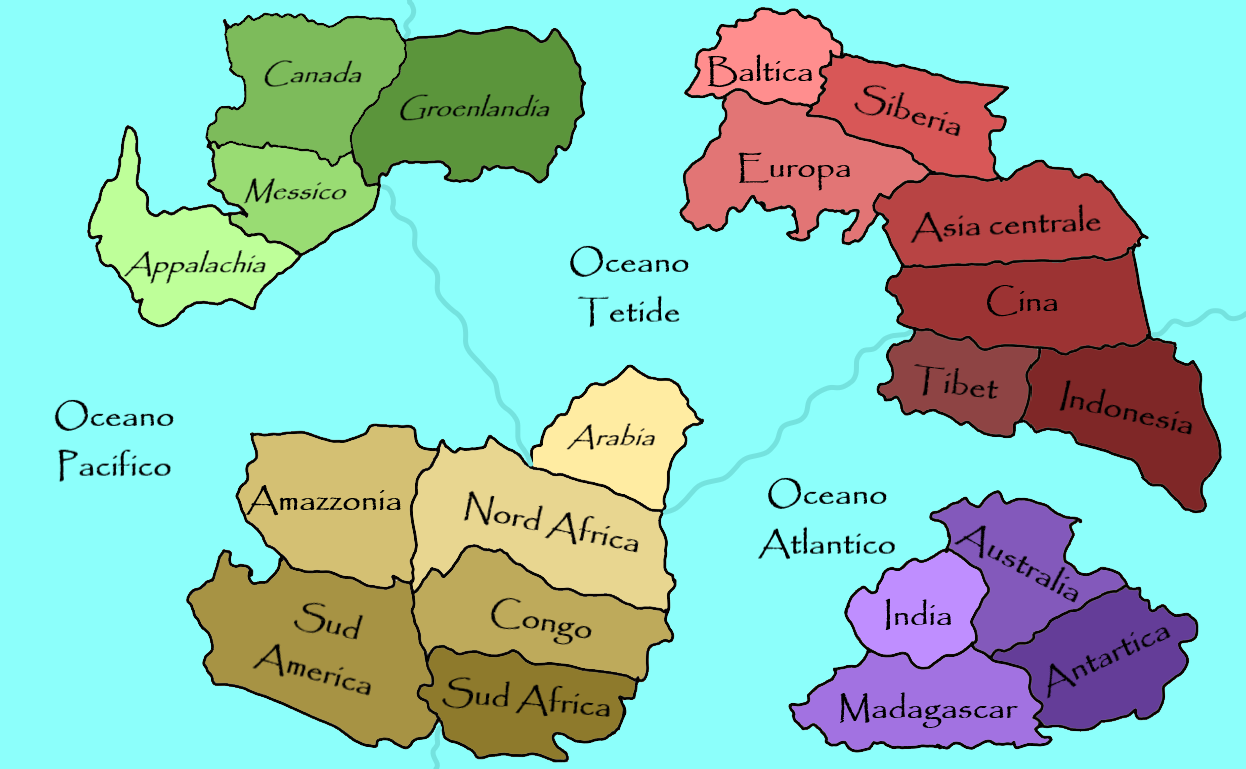 Canada
Groenlandia
Messico
Appalachia
Baltica
Siberia
Europa
Asia centrale
Cina
Tibet
Indonesia
Oceano
Tetide
Oceano
Pacifico
Arabia
Amazzonia
Nord Africa
Congo
Sud
America
Sud Africa
Oceano
Atlantico
Australia
India
Antartica
Madagascar